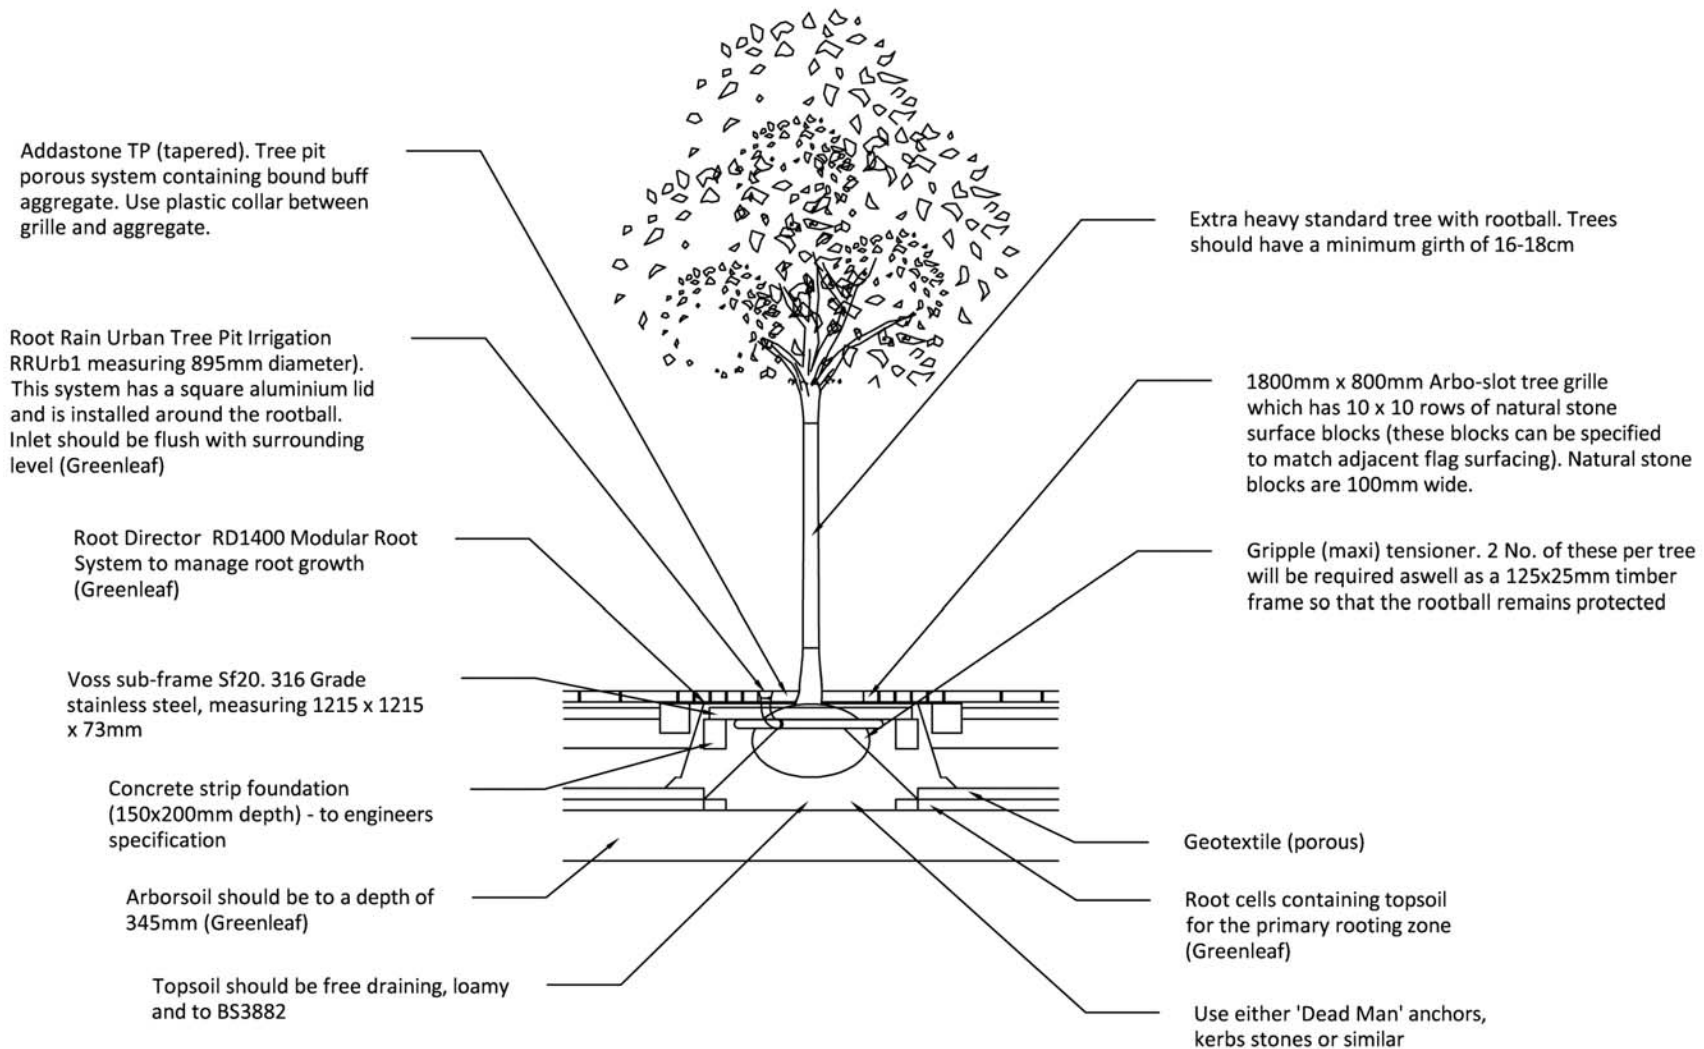 Addastone TP (tapered). Tree pit
porous system containing bound buff
aggregate. Use plastic collar between
grille and aggregate.
Root Rain Urban Tree Pit Irrigation
RRUrb1 measuring 895mm diameter).
This system has a square aluminium lid
and is installed around the rootball.
Inlet should be flush with surrounding
level (Greenleaf)
Root Director RD1400 Modular Root
System to manage root growth
(Greenleaf)
Voss sub-frame Sf20. 316 Grade
stainless steel, measuring 1215 x 1215
x 73mm
Concrete strip foundation
(150x200mm depth) - to engineers
specification
Arborsoil should be to a depth of
345mm (Greenleaf)
Topsoil should be free draining, loamy
and to BS3882
Extra heavy standard tree with rootball. Trees
should have a minimum girth of 16-18cm
1800mm x 800mm Arbo-slot tree grille
which has 10 x 10 rows of natural stone
surface blocks (these blocks can be specified
to match adjacent flag surfacing). Natural stone
blocks are 100mm wide.
Gripple (maxi) tensioner. 2 No. of these per tree
will be required aswell as a 125x25mm timber
frame so that the rootball remains protected
Geotextile (porous)
Root cells containing topsoil
for the primary rooting zone
(Greenleaf)
Use either 'Dead Man' anchors,
kerbs stones or similar